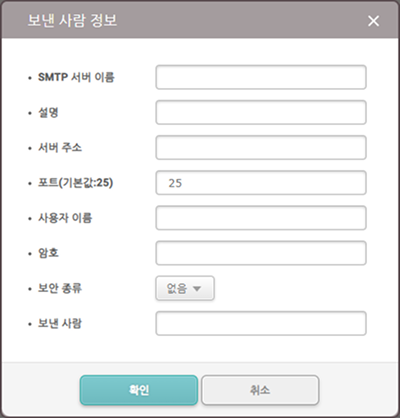 보낸 사람 정보
• SMTP 서버 이름
• 설명
• 서버 주소
• 포트(기본값:25) 25
• 사용자 이름
• 암호
• 보안 종류 없음
• 보낸 사람
확인 취소